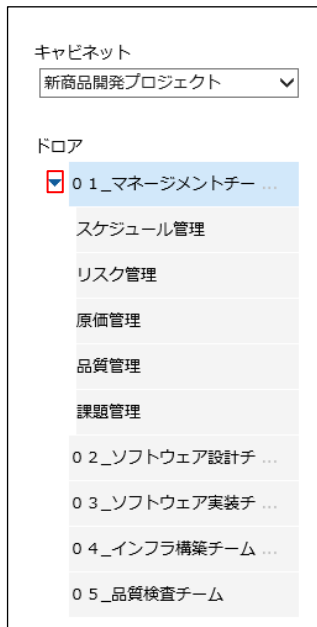 キャビネット
新商品開発プロジェクト
ドロア
０１_マネージメントチー ...
スケジュール管理
リスク管理
原価管理
品質管理
課題管理
０２_ソフトウェア設計チ ...
０３_ソフトウェア実装チ ...
０４_インフラ構築チーム ...
０５_品質検査チーム